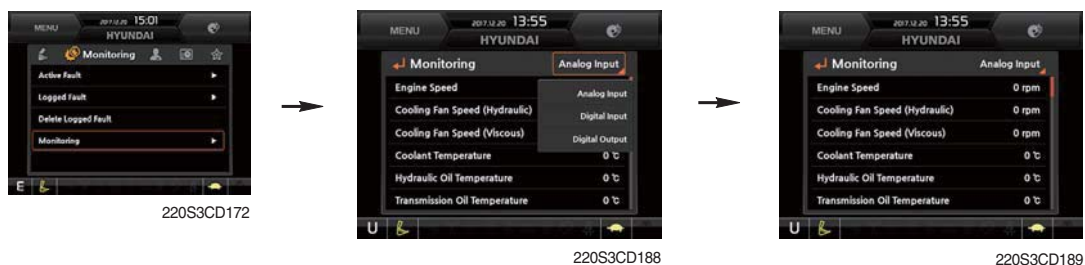 MENU
2017.12.20 15:01
HYUNDAI
Monitoring
Active Fault
Logged Fault
Delete Logged Fault
Monitoring
E
220S3CD172
MENU
2017.12.20 13:55
HYUNDAI
Monitoring
Analog Input
Engine Speed
Analog Input
Cooling Fan Speed (Hydraulic)
Digital Input
Cooling Fan Speed (Viscous)
Digital Output
Coolant Temperature 0 ℃
Hydraulic Oil Temperature 0 ℃
Transmission Oil Temperature 0 ℃
U
220S3CD188
MENU
2017.12.20 13:55
HYUNDAI
Monitoring
Analog Input
Engine Speed 0 rpm
Cooling Fan Speed (Hydraulic) 0 rpm
Cooling Fan Speed (Viscous) 0 rpm
Coolant Temperature 0 ℃
Hydraulic Oil Temperature 0 ℃
Transmission Oil Temperature 0 ℃
U
220S3CD189